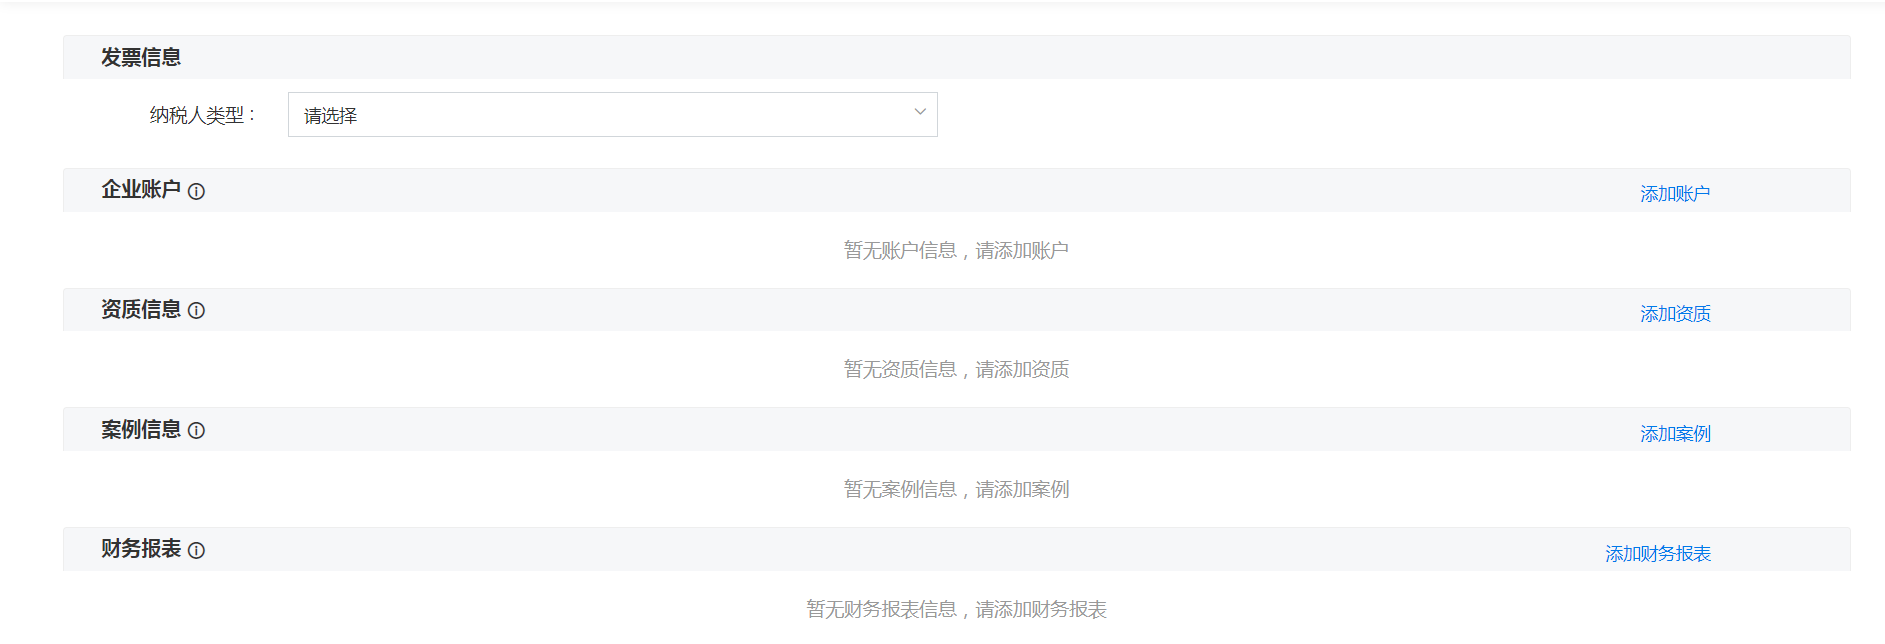 发票信息
纳税人类型：
请选择
企业账户
添加账户
暂无账户信息，请添加账户
资质信息
添加资质
暂无资质信息，请添加资质
案例信息
添加案例
暂无案例信息，请添加案例
财务报表
添加财务报表
暂无财务报表信息，请添加财务报表